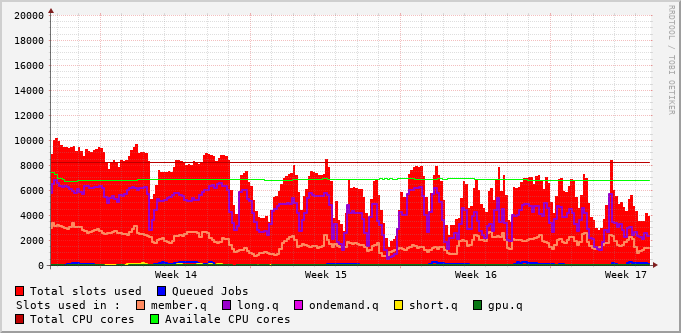 20000
18000
16000
14000
12000
10000
8000
6000
4000
2000
0
Week 14 Week 15 Week 16 Week 17
RRDTOOL / TOBI OETIKER
Total slots used Queued Jobs
Slots used in : member.q long.q ondemand.q short.q gpu.q
Total CPU cores Availale CPU cores